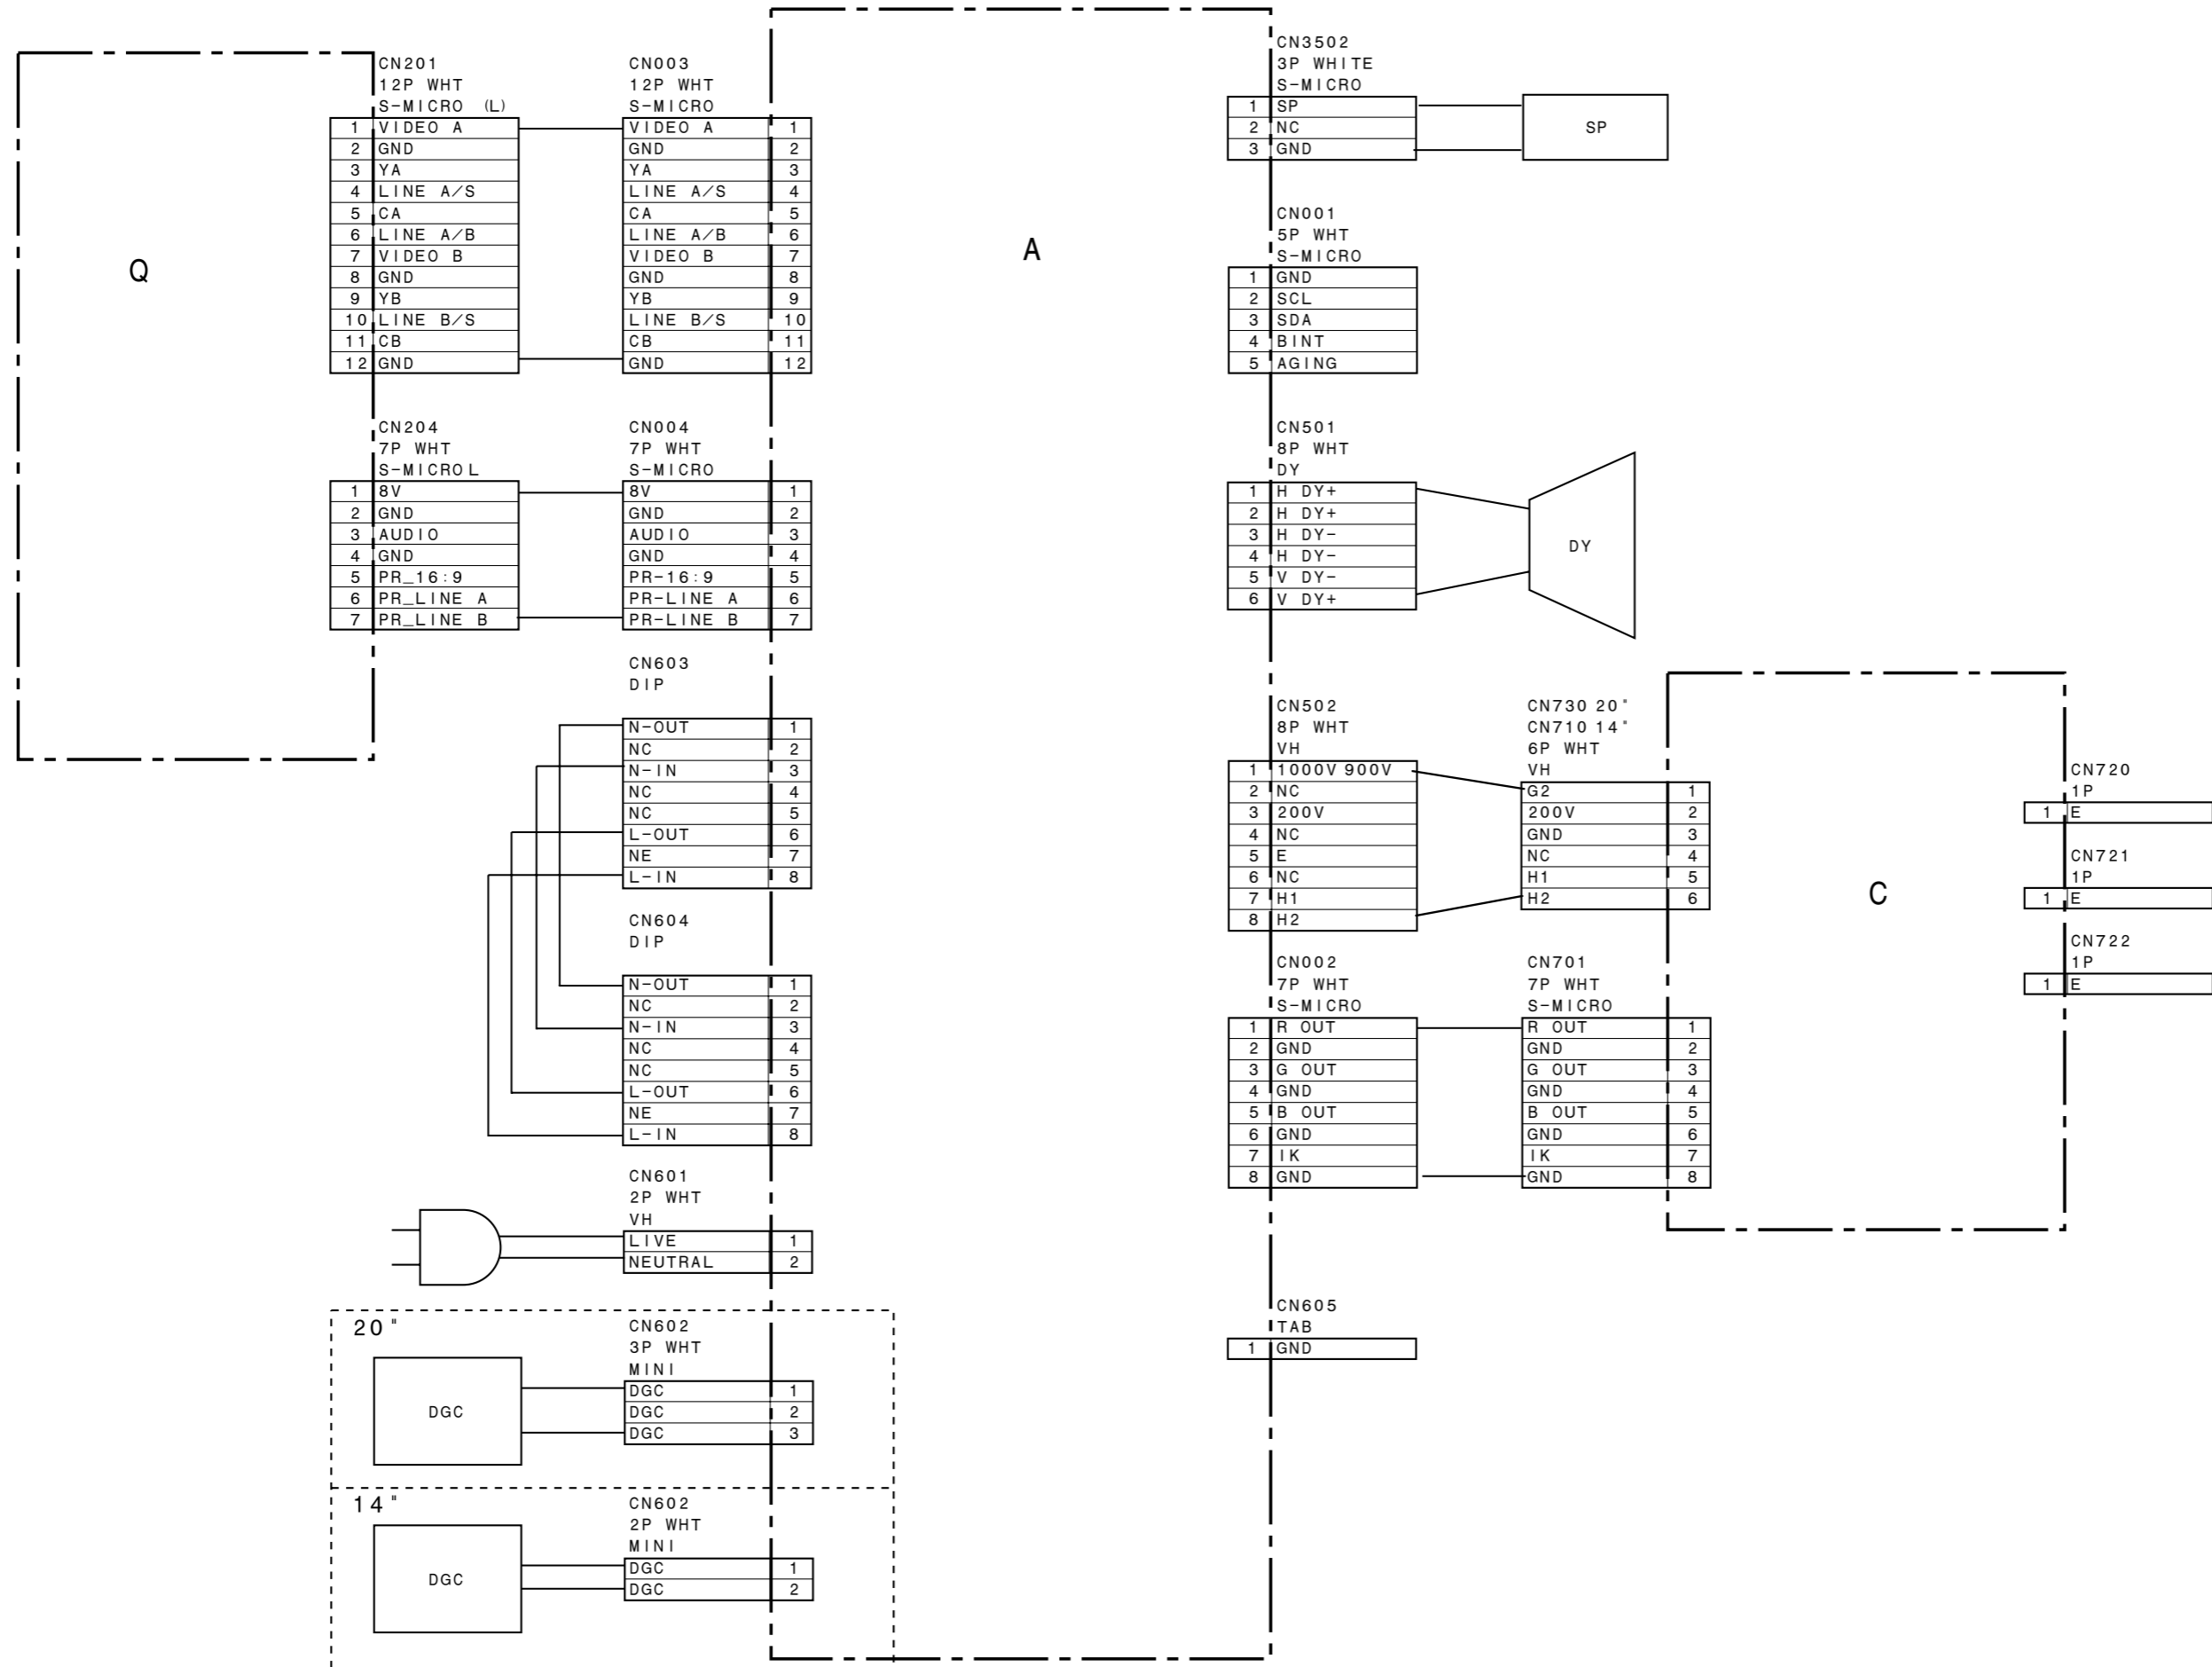 Q
CN201
12P WHT
S-MICRO (L)
1 VIDEO A
2 GND
3 YA
4 LINE A/S
5 CA
6 LINE A/B
7 VIDEO B
8 GND
9 YB
10 LINE B/S
11 CB
12 GND
CN003
12P WHT
S-MICRO
VIDEO A 1
GND 2
YA 3
LINE A/S 4
CA 5
LINE A/B 6
VIDEO B 7
GND 8
YB 9
LINE B/S 10
CB 11
GND 12
CN204
7P WHT
S-MICROL
1 8V
2 GND
3 AUDIO
4 GND
5 PR_16:9
6 PR_LINE A
7 PR_LINE B
CN004
7P WHT
S-MICRO
8V 1
GND 2
AUDIO 3
GND 4
PR-16:9 5
PR-LINE A 6
PR-LINE B 7
CN603
DIP
N-OUT 1
NC 2
N-IN 3
NC 4
NC 5
L-OUT 6
NE 7
L-IN 8
CN604
DIP
N-OUT 1
NC 2
N-IN 3
NC 4
NC 5
L-OUT 6
NE 7
L-IN 8
CN601
2P WHT
VH
LIVE 1
NEUTRAL 2
20"
DGC
CN602
3P WHT
MINI
DGC 1
DGC 2
DGC 3
14"
DGC
CN602
2P WHT
MINI
DGC 1
DGC 2
A
CN3502
3P WHITE
S-MICRO
1 SP
2 NC
3 GND
SP
CN001
5P WHT
S-MICRO
1 GND
2 SCL
3 SDA
4 BINT
5 AGING
CN501
8P WHT
DY
1 H DY+
2 H DY+
3 H DY-
4 H DY-
5 V DY-
6 V DY+
DY
CN502
8P WHT
VH
1 1000V 900V
2 NC
3 200V
4 NC
5 E
6 NC
7 H1
8 H2
CN730 20"
CN710 14"
6P WHT
VH
G2 1
200V 2
GND 3
NC 4
H1 5
H2 6
CN002
7P WHT
S-MICRO
1 R OUT
2 GND
3 G OUT
4 GND
5 B OUT
6 GND
7 IK
8 GND
CN701
7P WHT
S-MICRO
R OUT 1
GND 2
G OUT 3
GND 4
B OUT 5
GND 6
IK 7
GND 8
CN605
TAB
1 GND
C
CN720
1P
1 E
CN721
1P
1 E
CN722
1P
1 E